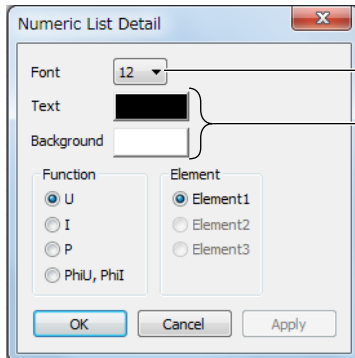 Numeric List Detail
Font 12
Text
Background
Function Element
U Element1
I Element2
P Element3
PhiU, PhiI
OK Cancel Apply